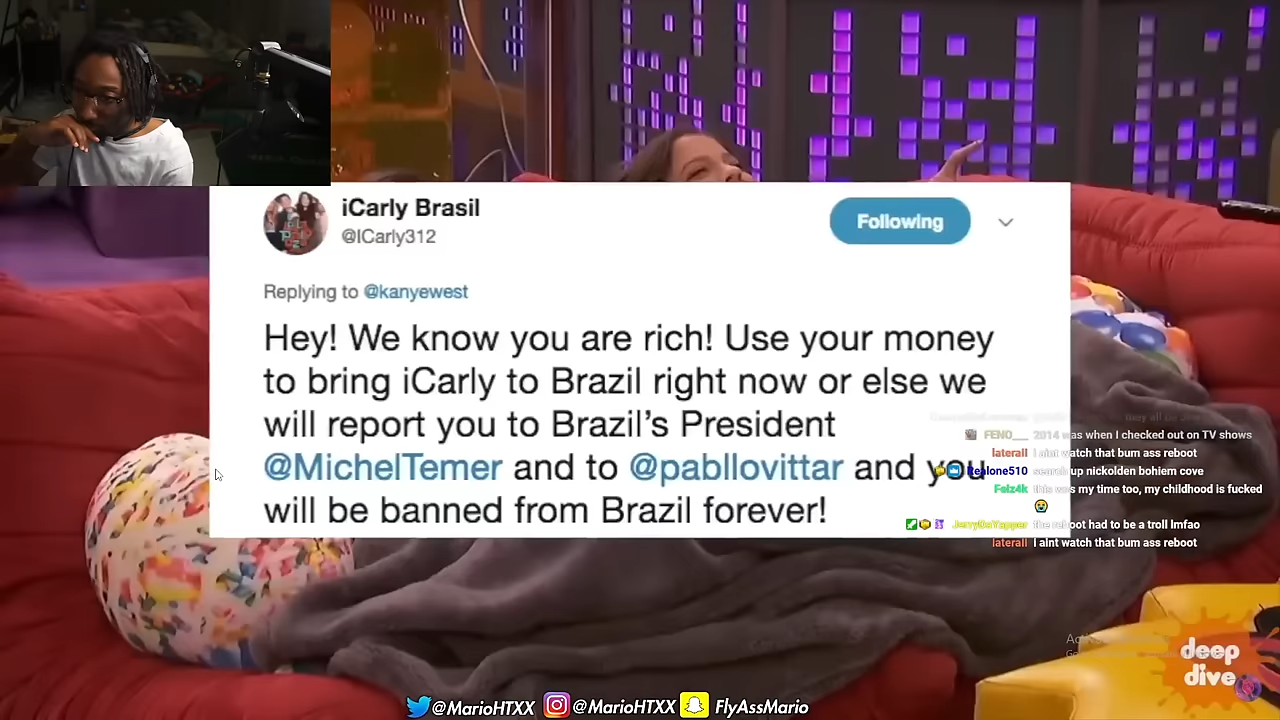 iCarly Brasil
@ICarly312
Following
Replying to @kanyewest
Hey! We know you are rich! Use your money
to bring iCarly to Brazil right now or else we
will report you to Brazil's President
@MichelTemer and to @pabllovittar and you
will be banned from Brazil forever!
FENO___ 2014 was when I checked out on TV shows
laterall I aint watch that bum ass reboot
Realone510 search up nickolden bohiem cove
Felz4k this was my time too, my childhood is fucked
JerryDaYapper the reboot had to be a troll lmfao
laterall I aint watch that bum ass reboot
deep
dive
@MarioHTXX @MarioHTXX FlyAssMario